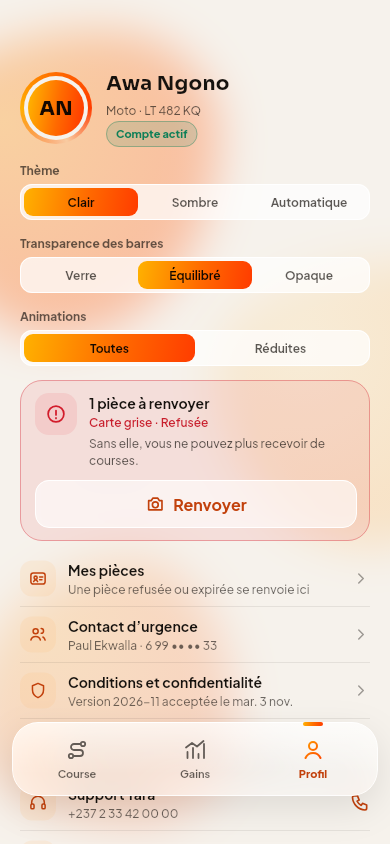 AN
Awa Ngono
Moto · LT 482 KQ
Compte actif
Thème
Clair
Sombre
Automatique
Transparence des barres
Verre
Équilibré
Opaque
Animations
Toutes
Réduites
1 pièce à renvoyer
Carte grise · Refusée
Sans elle, vous ne pouvez plus recevoir de
courses.
Renvoyer
Mes pièces
Une pièce refusée ou expirée se renvoie ici
Contact d’urgence
Paul Ekwalla · 6 99 •• •• 33
Conditions et confidentialité
Version 2026-11 acceptée le mar. 3 nov.
Course
Gains
Profil
Support Yara
+237 2 33 42 00 00